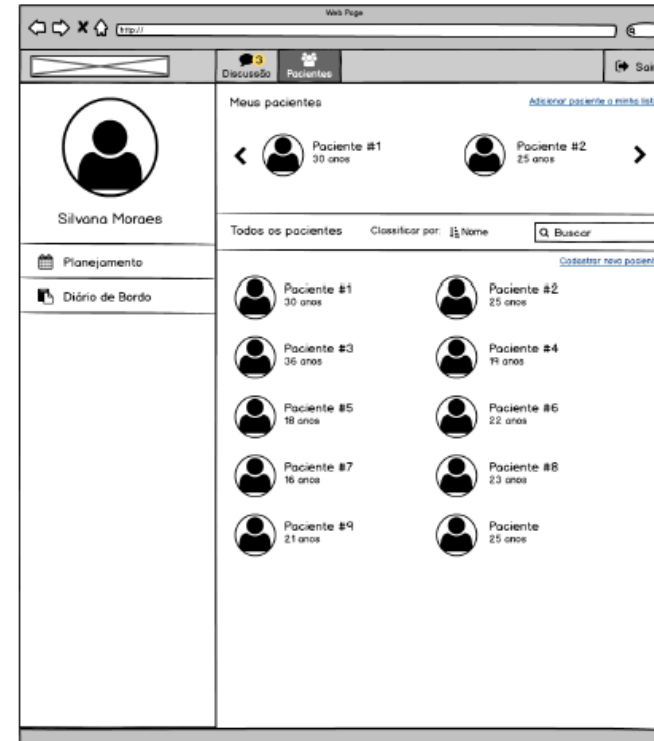 Web Page
http://
3
Discussão
Pacientes
Sair
Silvana Moraes
Planejamento
Diário de Bordo
Meus pacientes
Adicionar paciente a minha lista
Paciente #1
30 anos
Paciente #2
25 anos
Todos os pacientes
Classificar por:
Nome
Buscar
Cadastrar novo paciente
Paciente #1
30 anos
Paciente #2
25 anos
Paciente #3
36 anos
Paciente #4
19 anos
Paciente #5
18 anos
Paciente #6
22 anos
Paciente #7
16 anos
Paciente #8
23 anos
Paciente #9
21 anos
Paciente
25 anos